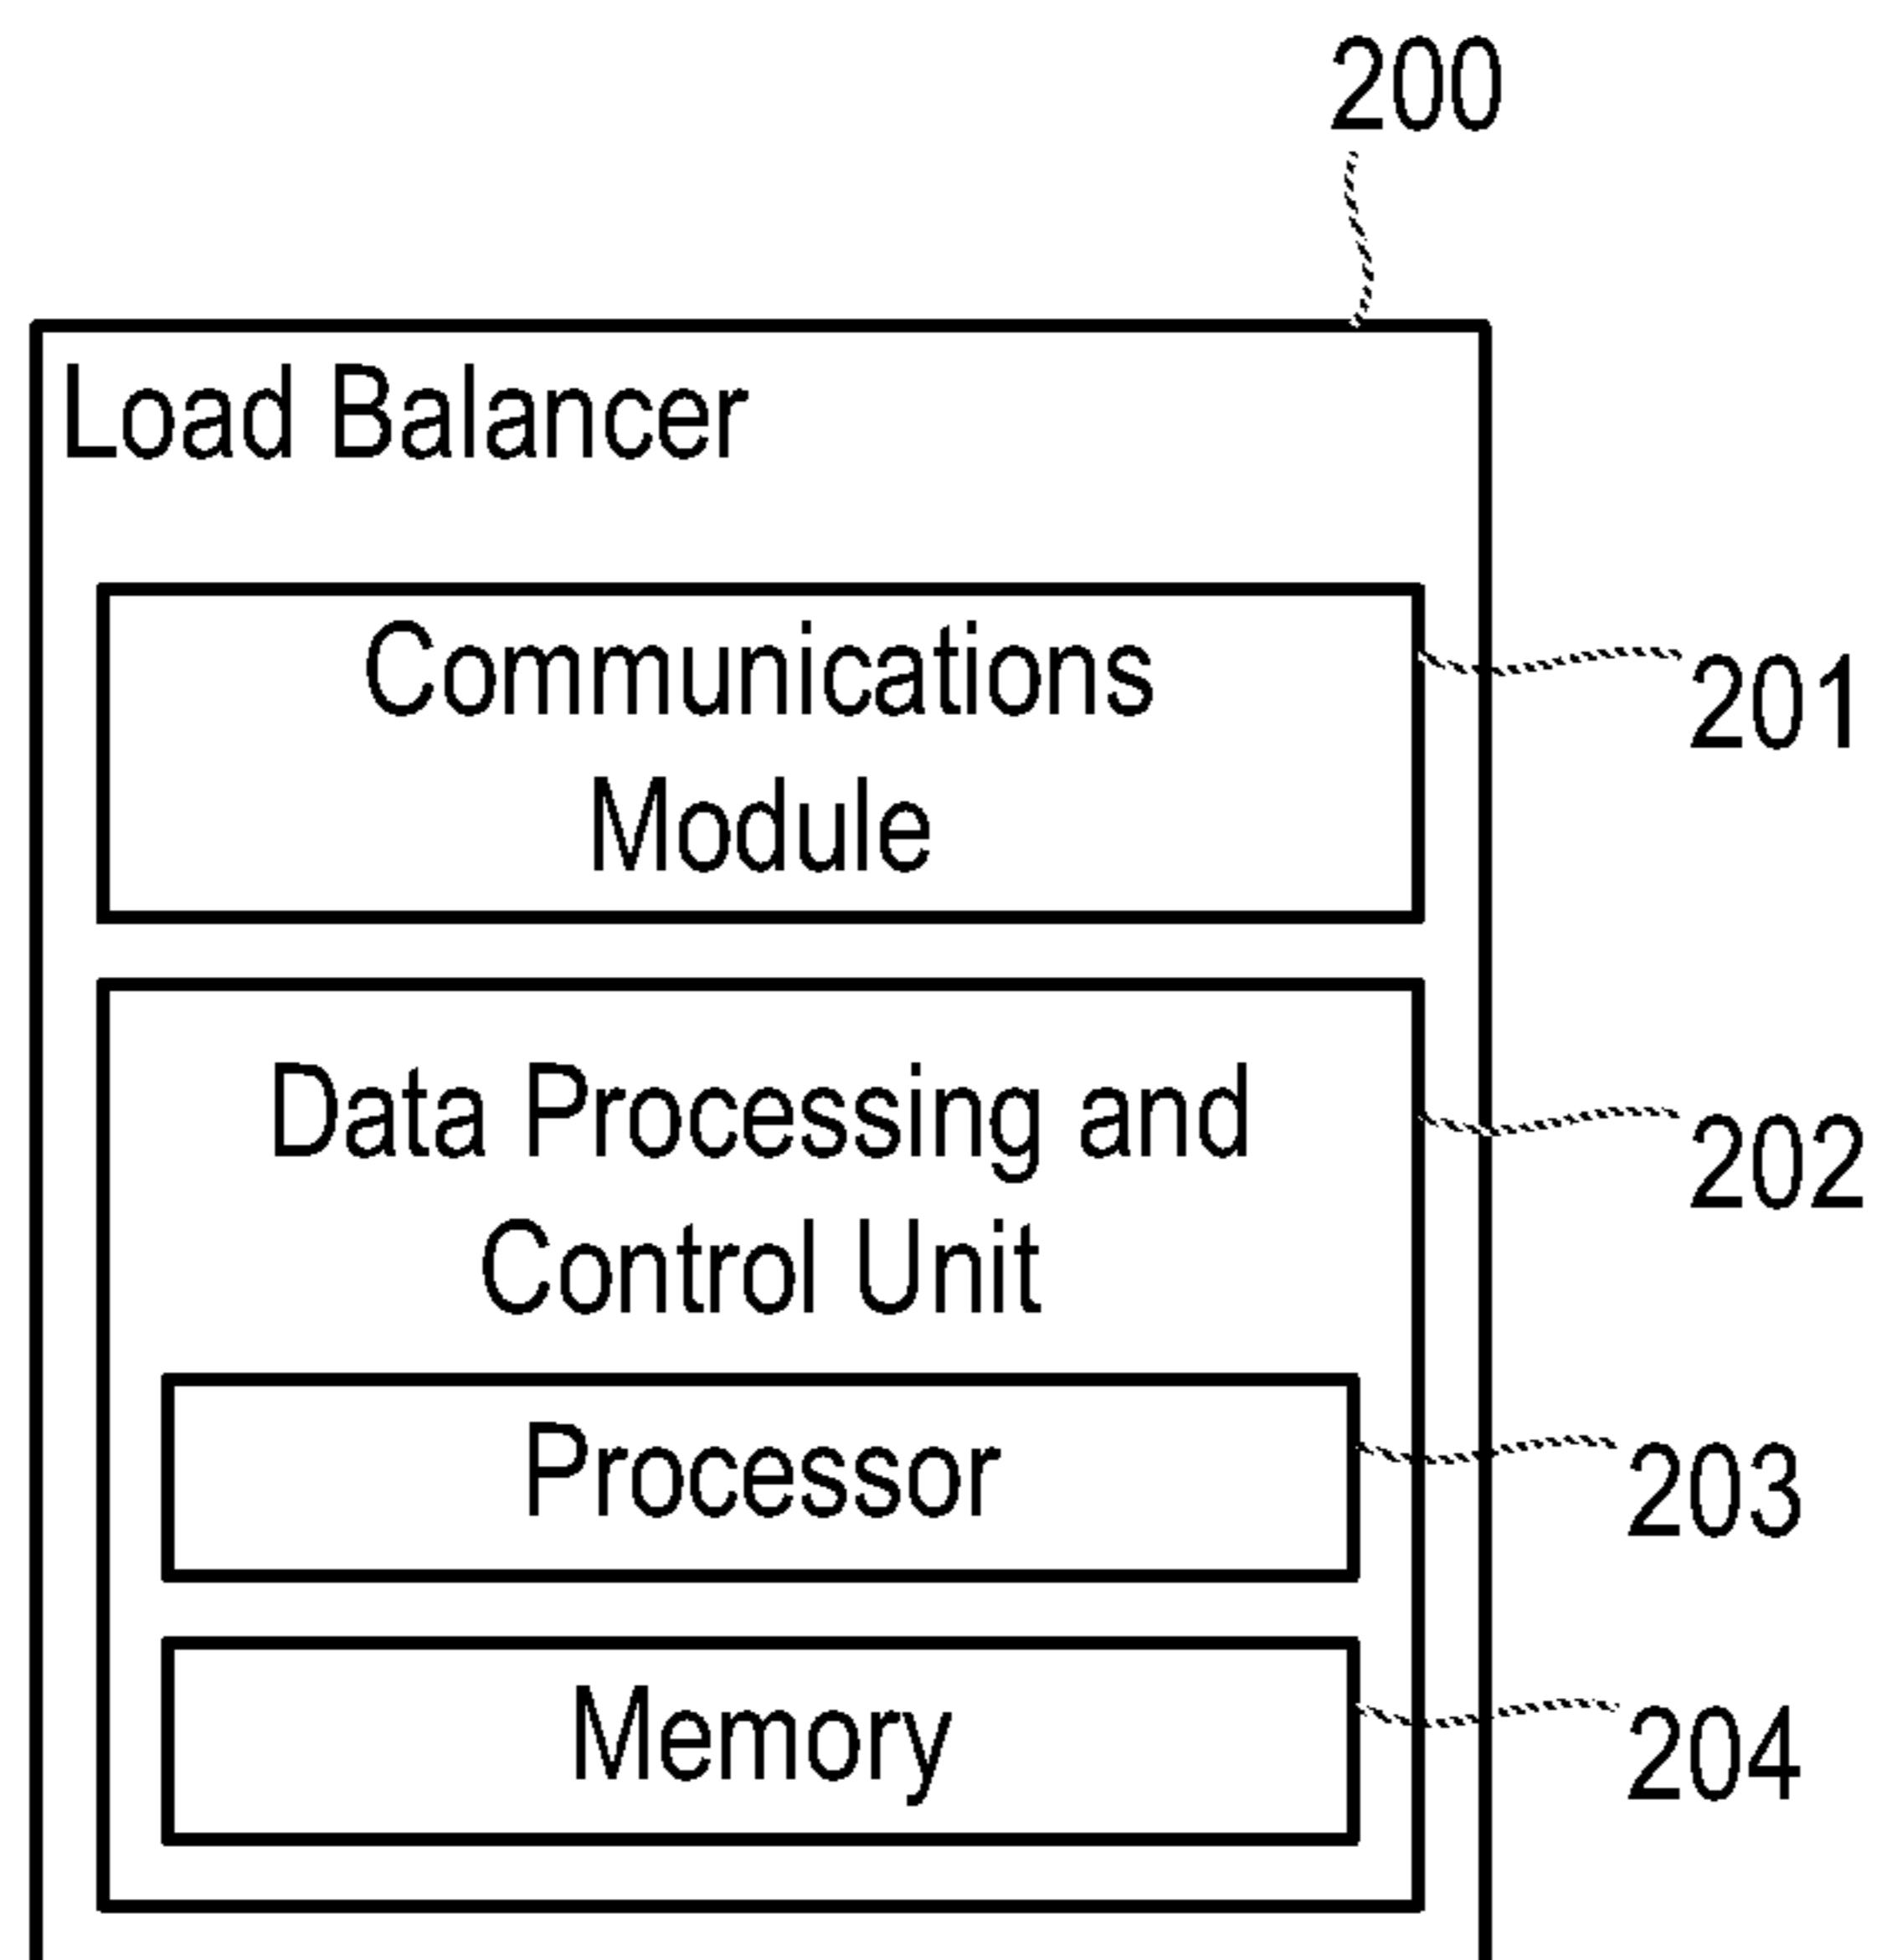 200
Load Balancer
Communications
Module
201
Data Processing and
Control Unit
202
Processor
203
Memory
204